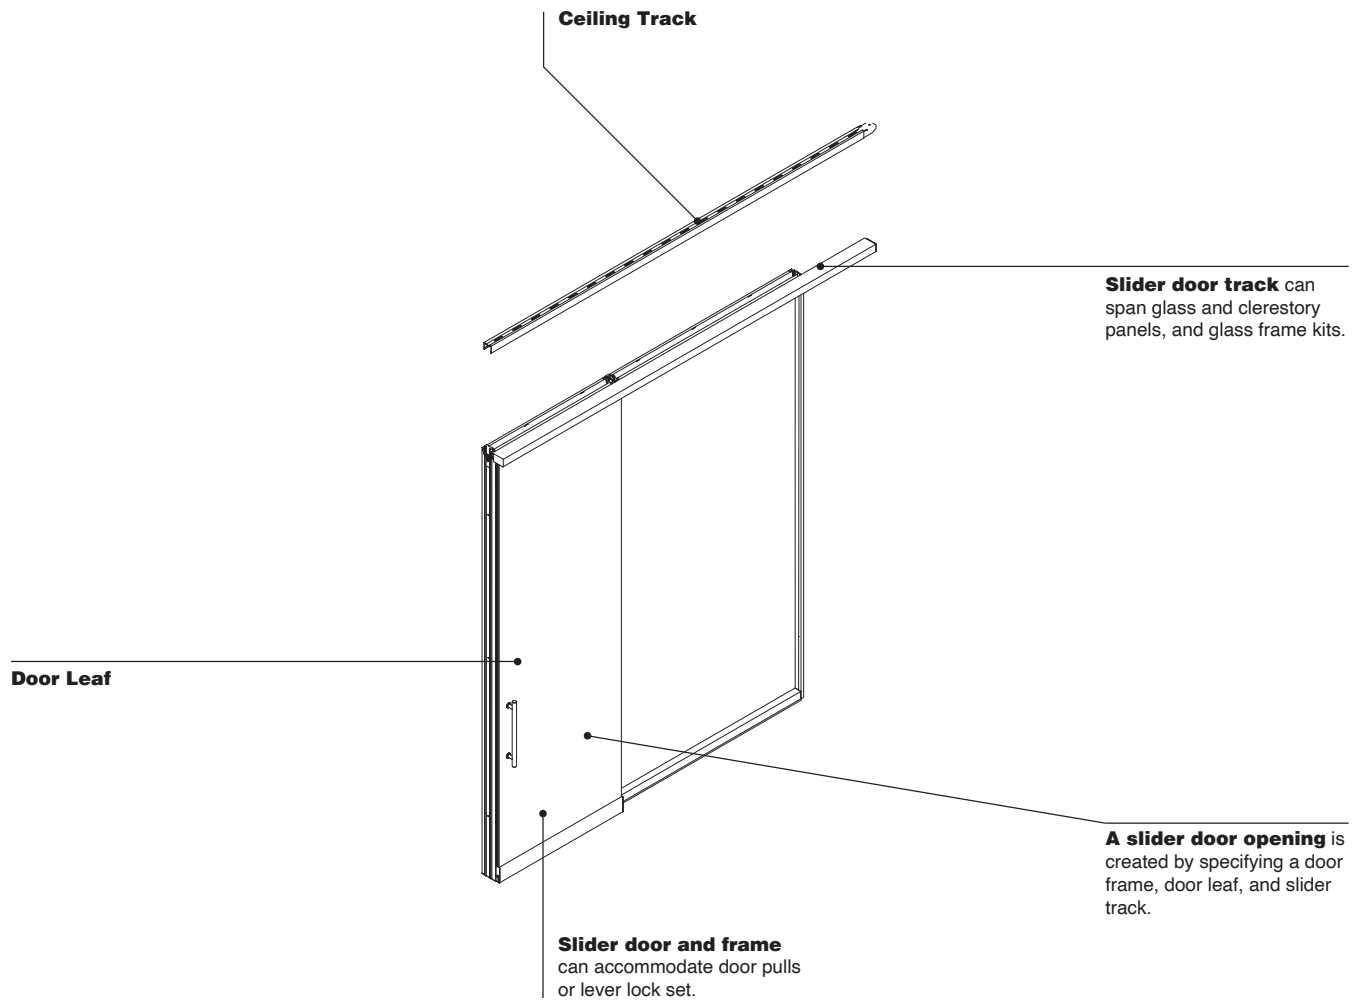 Ceiling Track
Slider door track can
span glass and clerestory
panels, and glass frame kits.
Door Leaf
A slider door opening is
created by specifying a door
frame, door leaf, and slider
track.
Slider door and frame
can accommodate door pulls
or lever lock set.